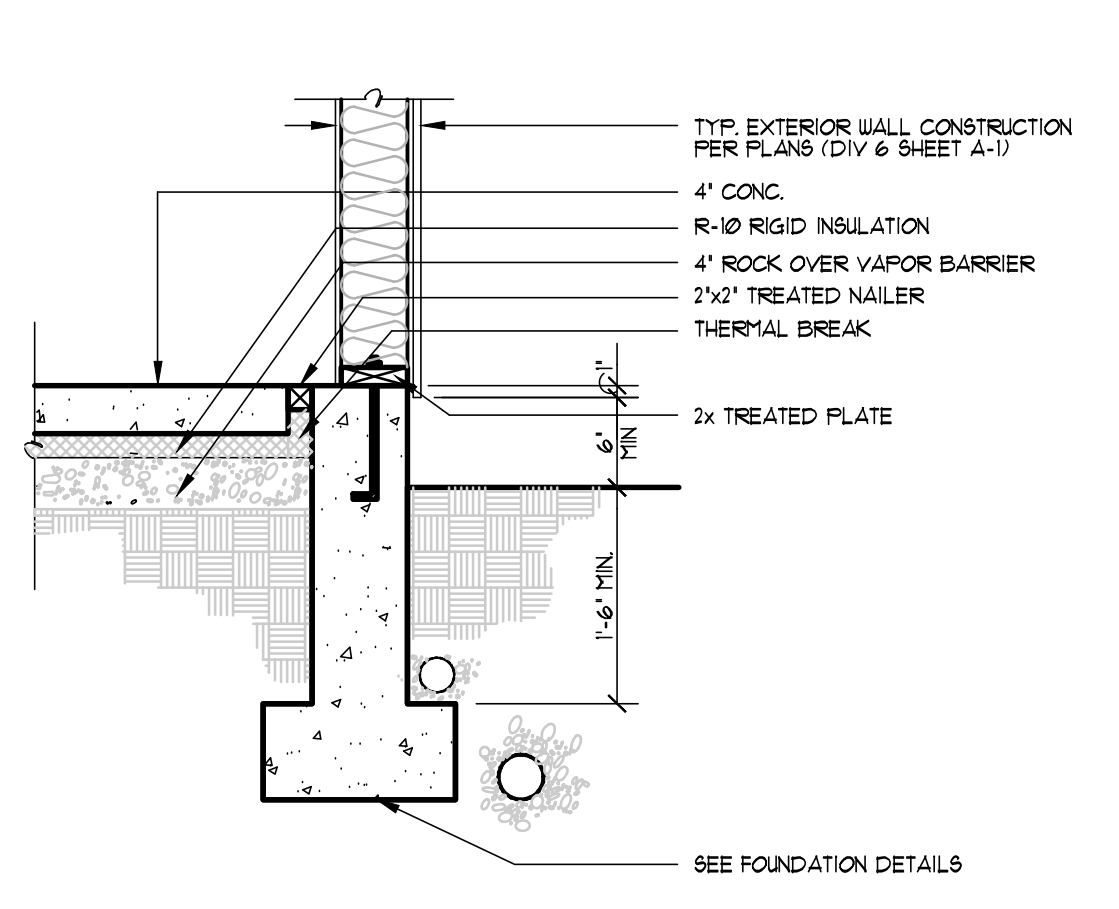 TYP. EXTERIOR WALL CONSTRUCTION
PER PLANS (DIV 6 SHEET A-1)
4" CONC.
R-10 RIGID INSULATION
4" ROCK OVER VAPOR BARRIER
2"x2" TREATED NAILER
THERMAL BREAK
1"
2x TREATED PLATE
6"
MIN
1'-6" MIN.
SEE FOUNDATION DETAILS